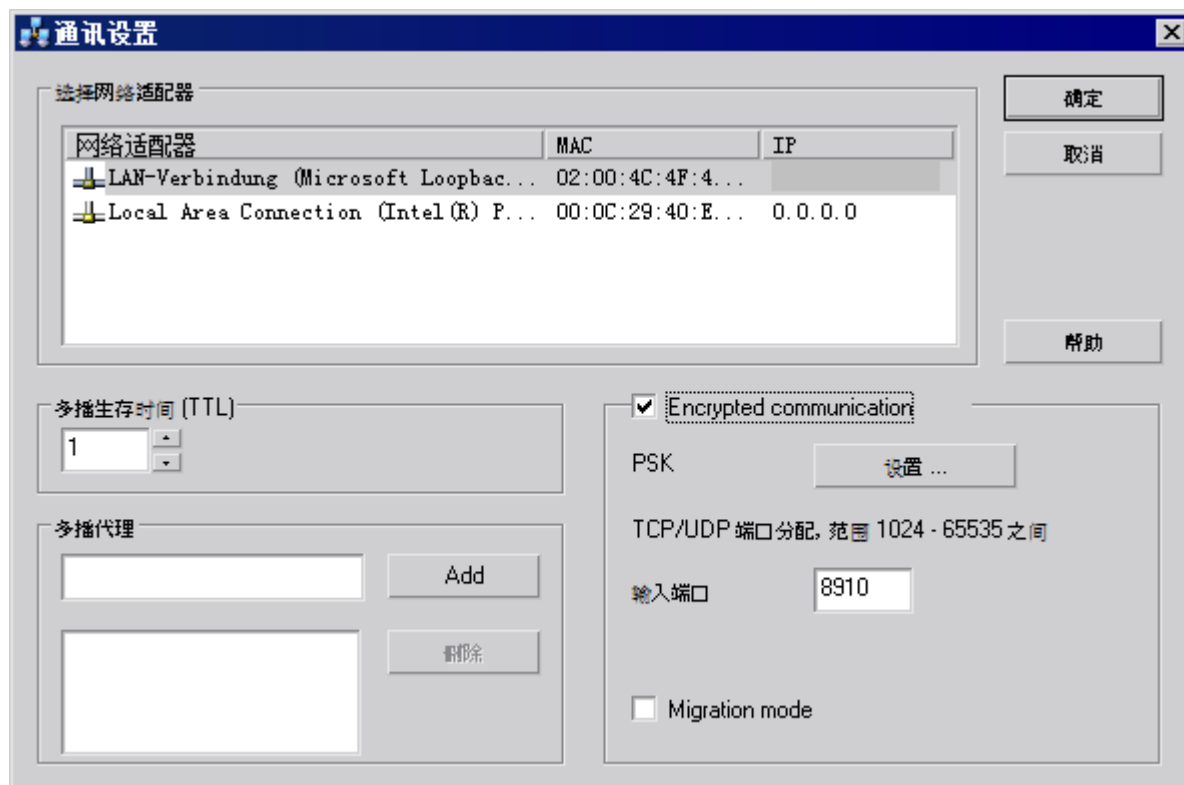 通讯设置
选择网络适配器
确定
网络适配器 MAC IP
取消
LAN-Verbindung (Microsoft Loopbac... 02:00:4C:4F:4...
Local Area Connection (Intel(R) P... 00:0C:29:40:E... 0.0.0.0
帮助
多播生存时间 (TTL)
1
Encrypted communication
PSK
设置 ...
多播代理
TCP/UDP 端口分配, 范围 1024 - 65535 之间
Add
输入端口 8910
删除
Migration mode